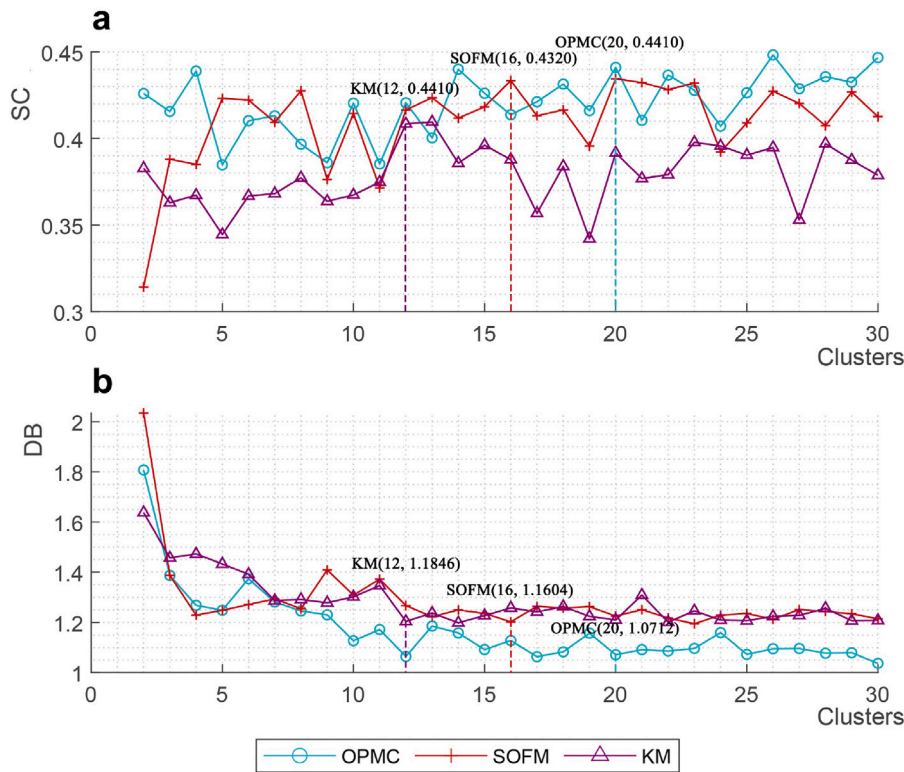 a
0.45
0.4
0.35
0.3
SC
OPMC(20, 0.4410)
SOFM(16, 0.4320)
KM(12, 0.4410)
0 5 10 15 20 25 30
Clusters
b
2
1.8
1.6
1.4
1.2
1
DB
KM(12, 1.1846)
SOFM(16, 1.1604)
OPMC(20, 1.0712)
0 5 10 15 20 25 30
Clusters
OPMC SOFM KM